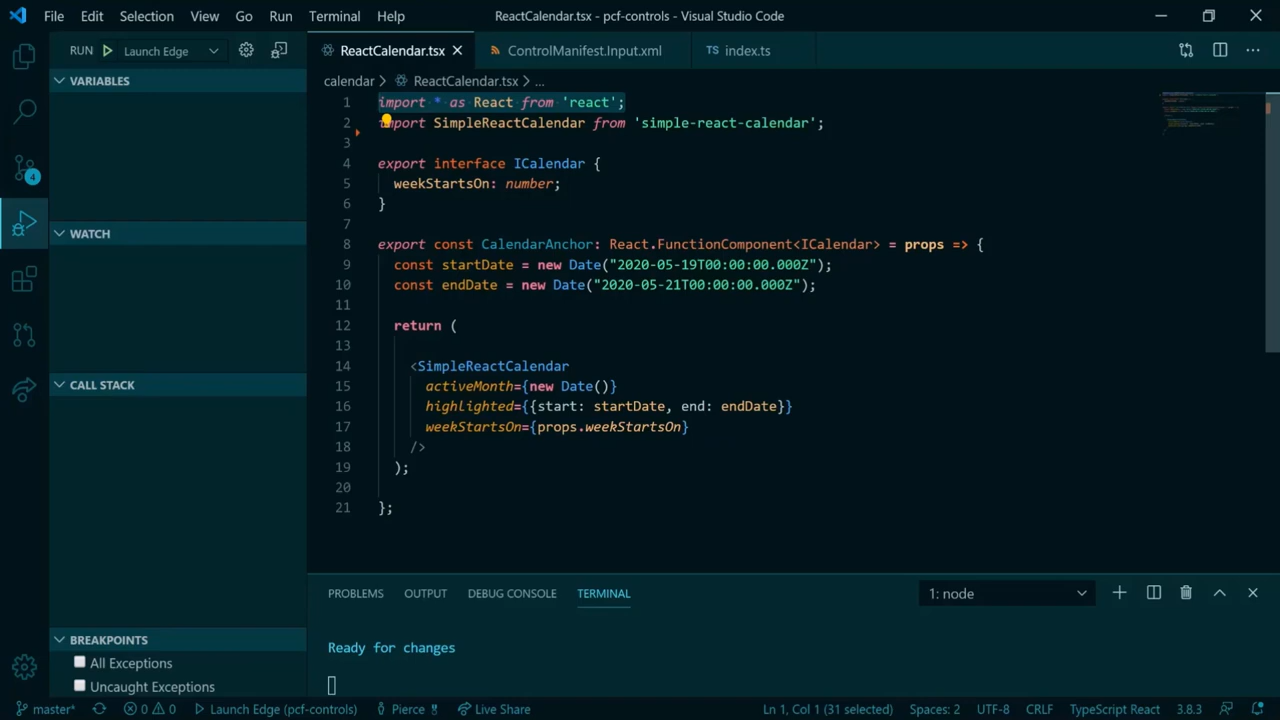 File Edit Selection View Go Run Terminal Help ReactCalendar.tsx - pcf-controls - Visual Studio Code
RUN Launch Edge ReactCalendar.tsx ControlManifest.Input.xml TS index.ts
VARIABLES
calendar > ReactCalendar.tsx > ...
1 import * as React from 'react';
2 import SimpleReactCalendar from 'simple-react-calendar';
3
4 export interface ICalendar {
5 weekStartsOn: number;
6 }
7
8 export const CalendarAnchor: React.FunctionComponent<ICalendar> = props => {
9 const startDate = new Date("2020-05-19T00:00:00.000Z");
10 const endDate = new Date("2020-05-21T00:00:00.000Z");
11
12 return (
13
14 <SimpleReactCalendar
15 activeMonth={new Date()}
16 highlighted={{start: startDate, end: endDate}}
17 weekStartsOn={props.weekStartsOn}
18 />
19 );
20
21 };
4
WATCH
CALL STACK
BREAKPOINTS
All Exceptions
Uncaught Exceptions
PROBLEMS OUTPUT DEBUG CONSOLE TERMINAL 1: node
Ready for changes
master* 0 0 Launch Edge (pcf-controls) Pierce Live Share Ln 1, Col 1 (31 selected) Spaces: 2 UTF-8 CRLF TypeScript React 3.8.3